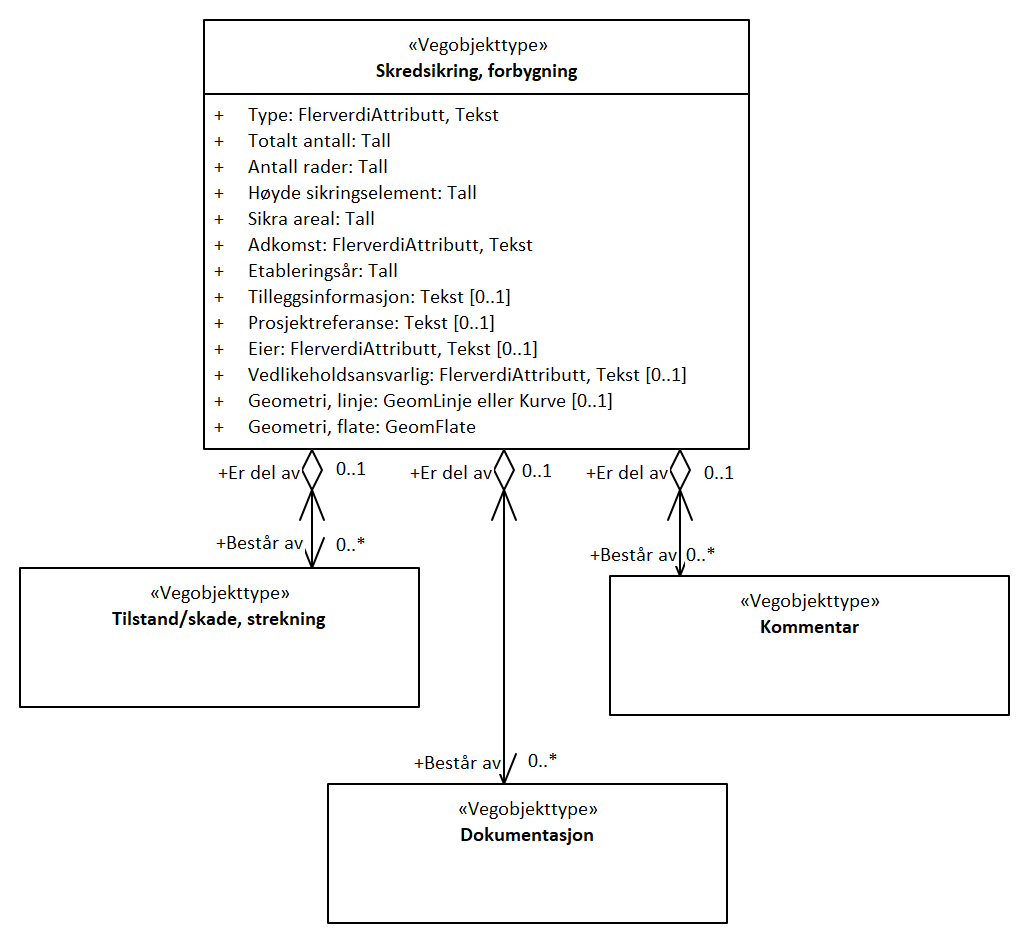 «Vegobjekttype»
Skredsikring, forbygning
+ Type: FlerverdiAttributt, Tekst
+ Totalt antall: Tall
+ Antall rader: Tall
+ Høyde sikringselement: Tall
+ Sikra areal: Tall
+ Adkomst: FlerverdiAttributt, Tekst
+ Etableringsår: Tall
+ Tilleggsinformasjon: Tekst [0..1]
+ Prosjektreferanse: Tekst [0..1]
+ Eier: FlerverdiAttributt, Tekst [0..1]
+ Vedlikeholdsansvarlig: FlerverdiAttributt, Tekst [0..1]
+ Geometri, linje: GeomLinje eller Kurve [0..1]
+ Geometri, flate: GeomFlate
+Er del av 0..1 +Er del av 0..1 +Er del av 0..1
+Består av 0..* +Består av 0..*
«Vegobjekttype»
Tilstand/skade, strekning
«Vegobjekttype»
Kommentar
+Består av 0..*
«Vegobjekttype»
Dokumentasjon